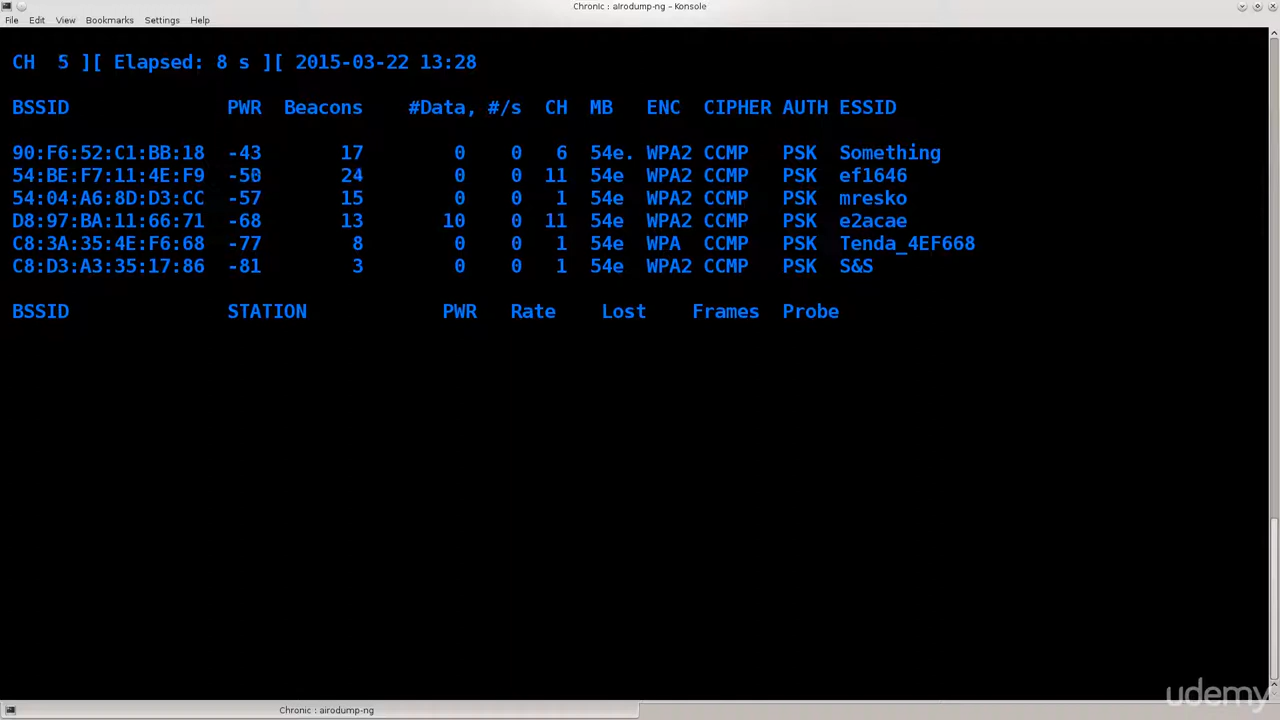 Chronic : airodump-ng – Konsole
File Edit View Bookmarks Settings Help
CH 5 ][ Elapsed: 8 s ][ 2015-03-22 13:28
BSSID PWR Beacons #Data, #/s CH MB ENC CIPHER AUTH ESSID
90:F6:52:C1:BB:18 -43 17 0 0 6 54e. WPA2 CCMP PSK Something
54:BE:F7:11:4E:F9 -50 24 0 0 11 54e WPA2 CCMP PSK ef1646
54:04:A6:8D:D3:CC -57 15 0 0 1 54e WPA2 CCMP PSK mresko
D8:97:BA:11:66:71 -68 13 10 0 11 54e WPA2 CCMP PSK e2acae
C8:3A:35:4E:F6:68 -77 8 0 0 1 54e WPA CCMP PSK Tenda_4EF668
C8:D3:A3:35:17:86 -81 3 0 0 1 54e WPA2 CCMP PSK S&S
BSSID STATION PWR Rate Lost Frames Probe
udemy
Chronic : airodump-ng